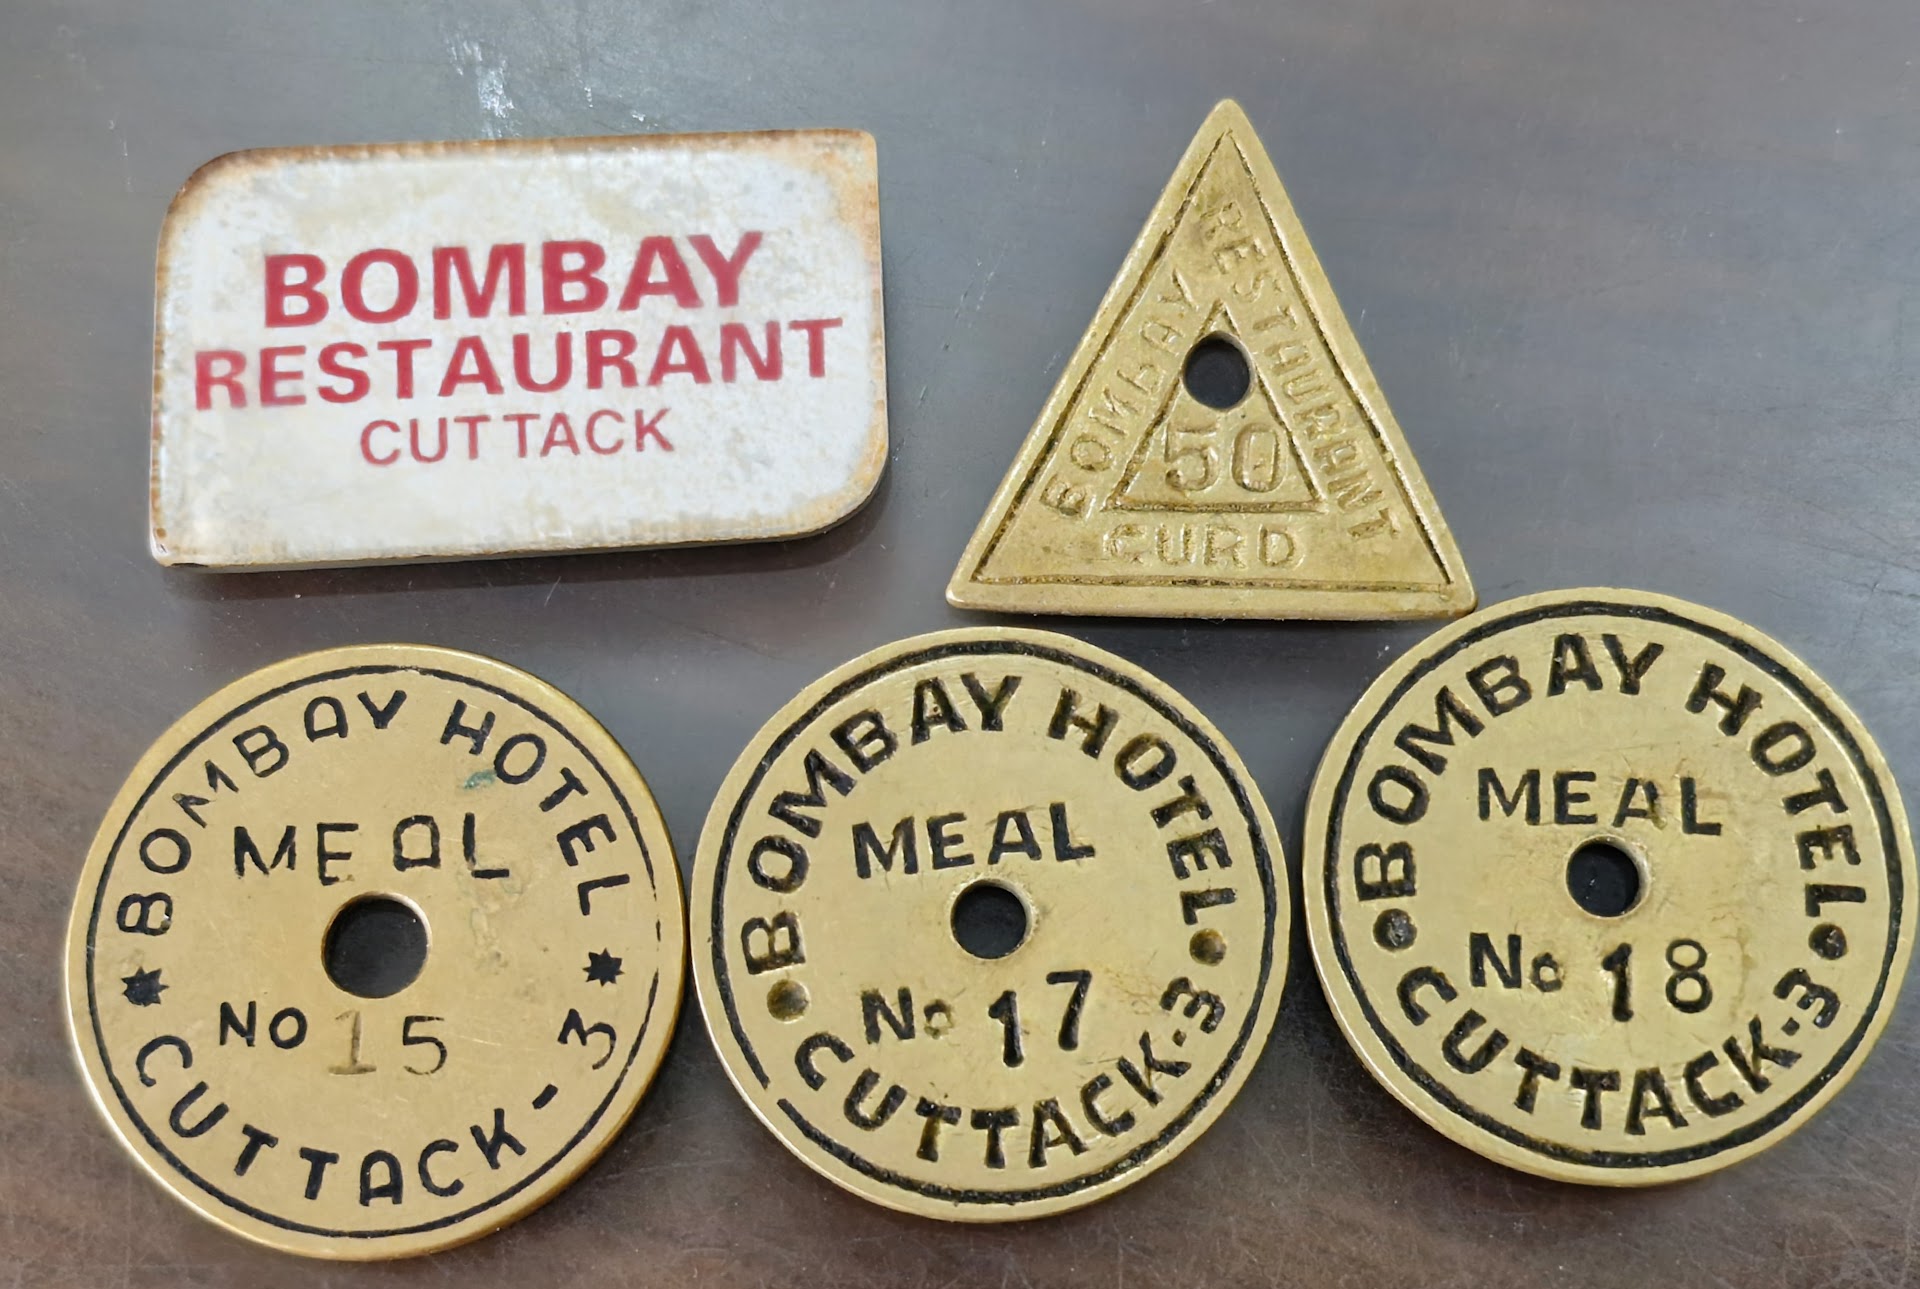 BOMBAY
RESTAURANT
CUTTACK
BOMBAY RESTAURANT
50
CURD
BOMBAY HOTEL
MEAL
NO 15
CUTTACK-3
BOMBAY HOTEL
MEAL
No 17
CUTTACK-3
BOMBAY HOTEL
MEAL
No 18
CUTTACK-3